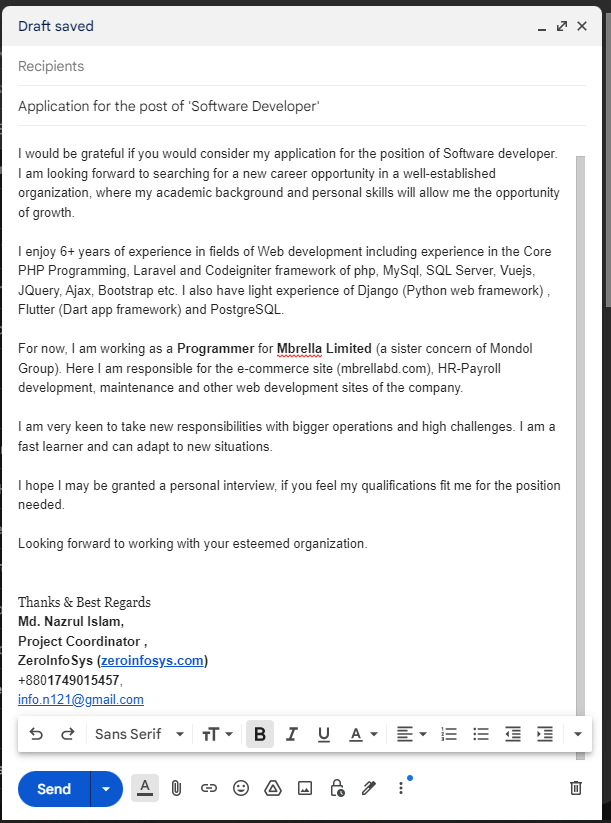 Draft saved
Recipients
Application for the post of 'Software Developer'
I would be grateful if you would consider my application for the position of Software developer.
I am looking forward to searching for a new career opportunity in a well-established
organization, where my academic background and personal skills will allow me the opportunity
of growth.
I enjoy 6+ years of experience in fields of Web development including experience in the Core
PHP Programming, Laravel and Codeigniter framework of php, MySql, SQL Server, Vuejs,
JQuery, Ajax, Bootstrap etc. I also have light experience of Django (Python web framework) ,
Flutter (Dart app framework) and PostgreSQL.
For now, I am working as a Programmer for Mbrella Limited (a sister concern of Mondol
Group). Here I am responsible for the e-commerce site (mbrellabd.com), HR-Payroll
development, maintenance and other web development sites of the company.
I am very keen to take new responsibilities with bigger operations and high challenges. I am a
fast learner and can adapt to new situations.
I hope I may be granted a personal interview, if you feel my qualifications fit me for the position
needed.
Looking forward to working with your esteemed organization.
Thanks & Best Regards
Md. Nazrul Islam,
Project Coordinator ,
ZeroInfoSys (zeroinfosys.com)
+8801749015457,
info.n121@gmail.com
Sans Serif
Send